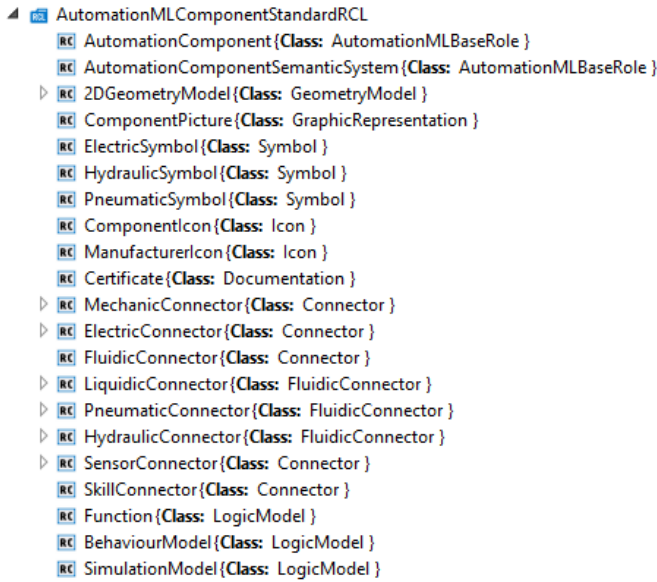 RCL AutomationMLComponentStandardRCL
RC AutomationComponent{Class: AutomationMLBaseRole }
RC AutomationComponentSemanticSystem{Class: AutomationMLBaseRole }
RC 2DGeometryModel{Class: GeometryModel }
RC ComponentPicture{Class: GraphicRepresentation }
RC ElectricSymbol{Class: Symbol }
RC HydraulicSymbol{Class: Symbol }
RC PneumaticSymbol{Class: Symbol }
RC ComponentIcon{Class: Icon }
RC ManufacturerIcon{Class: Icon }
RC Certificate{Class: Documentation }
RC MechanicConnector{Class: Connector }
RC ElectricConnector{Class: Connector }
RC FluidicConnector{Class: Connector }
RC LiquidicConnector{Class: FluidicConnector }
RC PneumaticConnector{Class: FluidicConnector }
RC HydraulicConnector{Class: FluidicConnector }
RC SensorConnector{Class: Connector }
RC SkillConnector{Class: Connector }
RC Function{Class: LogicModel }
RC BehaviourModel{Class: LogicModel }
RC SimulationModel{Class: LogicModel }